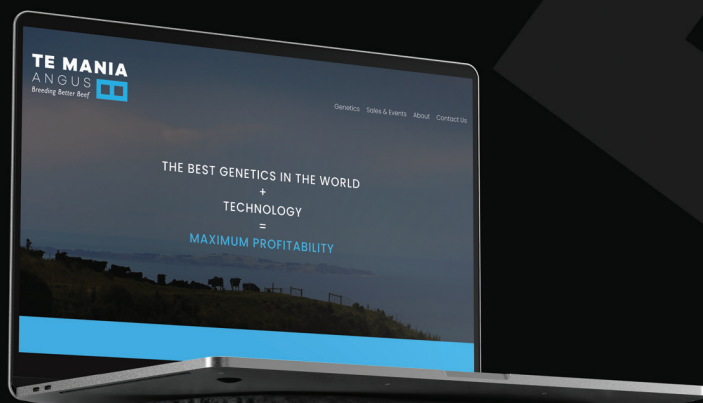 TE MANIA
ANGUS
Breeding Better Beef
Genetics Sales & Events About Contact Us
THE BEST GENETICS IN THE WORLD
+
TECHNOLOGY
=
MAXIMUM PROFITABILITY